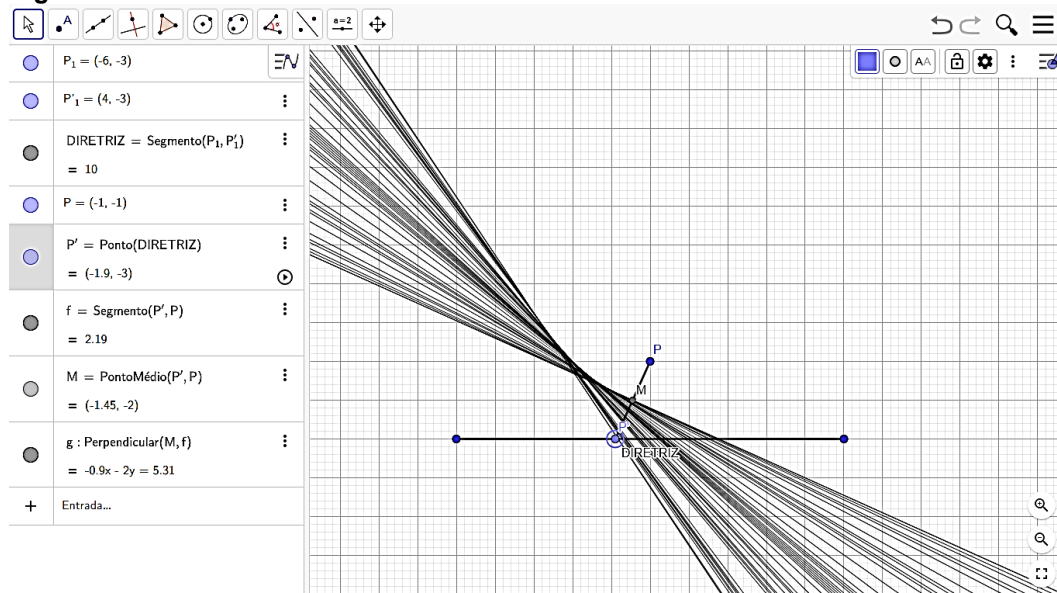 A
a=2
AA
P₁ = (-6, -3)
P'₁ = (4, -3)
DIRETRIZ = Segmento(P₁, P'₁)
= 10
P = (-1, -1)
P' = Ponto(DIRETRIZ)
= (-1.9, -3)
f = Segmento(P', P)
= 2.19
M = PontoMédio(P', P)
= (-1.45, -2)
g : Perpendicular(M, f)
= -0.9x - 2y = 5.31
+ Entrada...
P
M
P'
DIRETRIZ